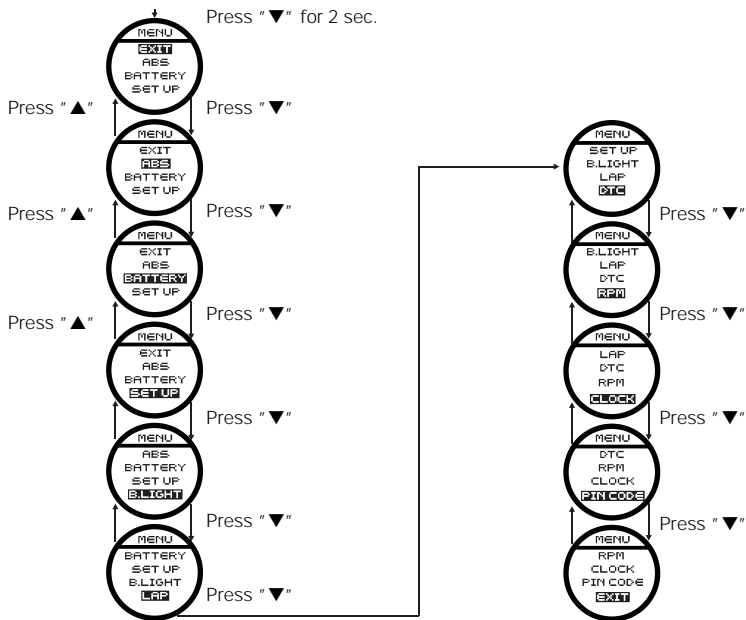 Press "▼" for 2 sec.
MENU
EXIT
ABS
BATTERY
SET UP
Press "▲"
Press "▼"
MENU
EXIT
ABS
BATTERY
SET UP
Press "▲"
Press "▼"
MENU
EXIT
ABS
BATTERY
SET UP
Press "▲"
Press "▼"
MENU
EXIT
ABS
BATTERY
SET UP
Press "▼"
MENU
ABS
BATTERY
SET UP
B.LIGHT
Press "▼"
MENU
BATTERY
SET UP
B.LIGHT
LAP
Press "▼"
MENU
SET UP
B.LIGHT
LAP
DTC
Press "▼"
MENU
B.LIGHT
LAP
DTC
RPM
Press "▼"
MENU
LAP
DTC
RPM
CLOCK
Press "▼"
MENU
DTC
RPM
CLOCK
PIN CODE
Press "▼"
MENU
RPM
CLOCK
PIN CODE
EXIT